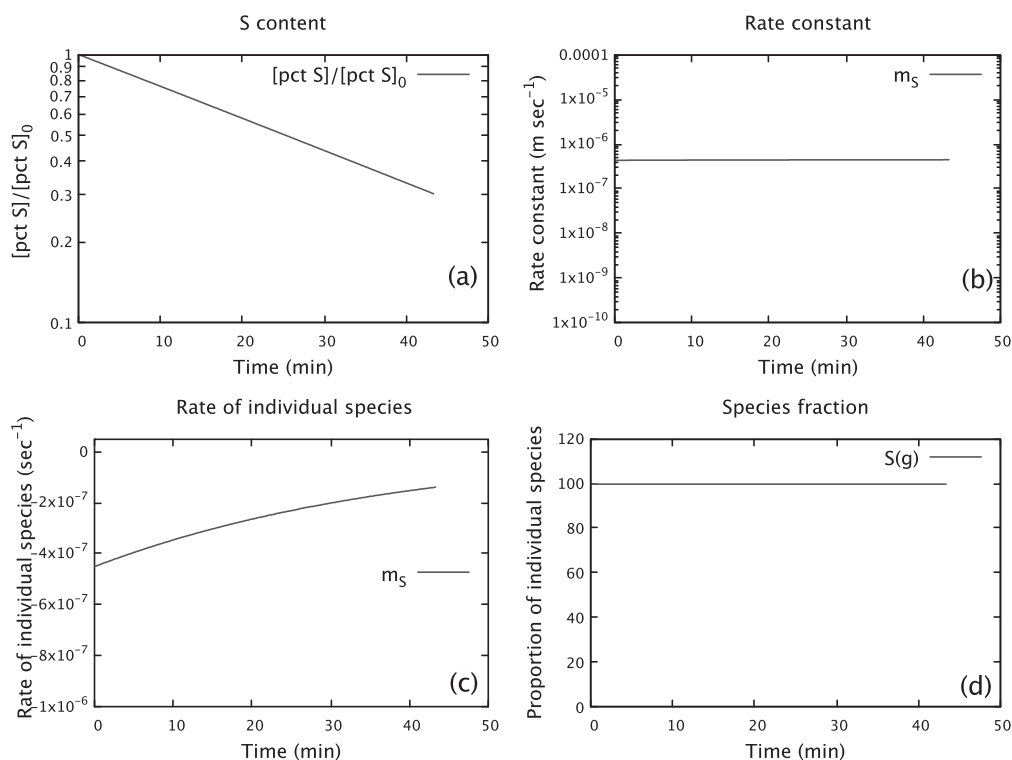 S content
[pct S]/[pct S]0
[pct S]/[pct S]0
1
0.9
0.8
0.7
0.6
0.5
0.4
0.3
0.2
0.1
0 10 20 30 40 50
Time (min)
(a)
Rate constant
mS
Rate constant (m sec−1)
0.0001
1x10−5
1x10−6
1x10−7
1x10−8
1x10−9
1x10−10
0 10 20 30 40 50
Time (min)
(b)
Rate of individual species
mS
Rate of individual species (sec−1)
0
−2x10−7
−4x10−7
−6x10−7
−8x10−7
−1x10−6
0 10 20 30 40 50
Time (min)
(c)
Species fraction
S(g)
Proportion of individual species
120
100
80
60
40
20
0
0 10 20 30 40 50
Time (min)
(d)